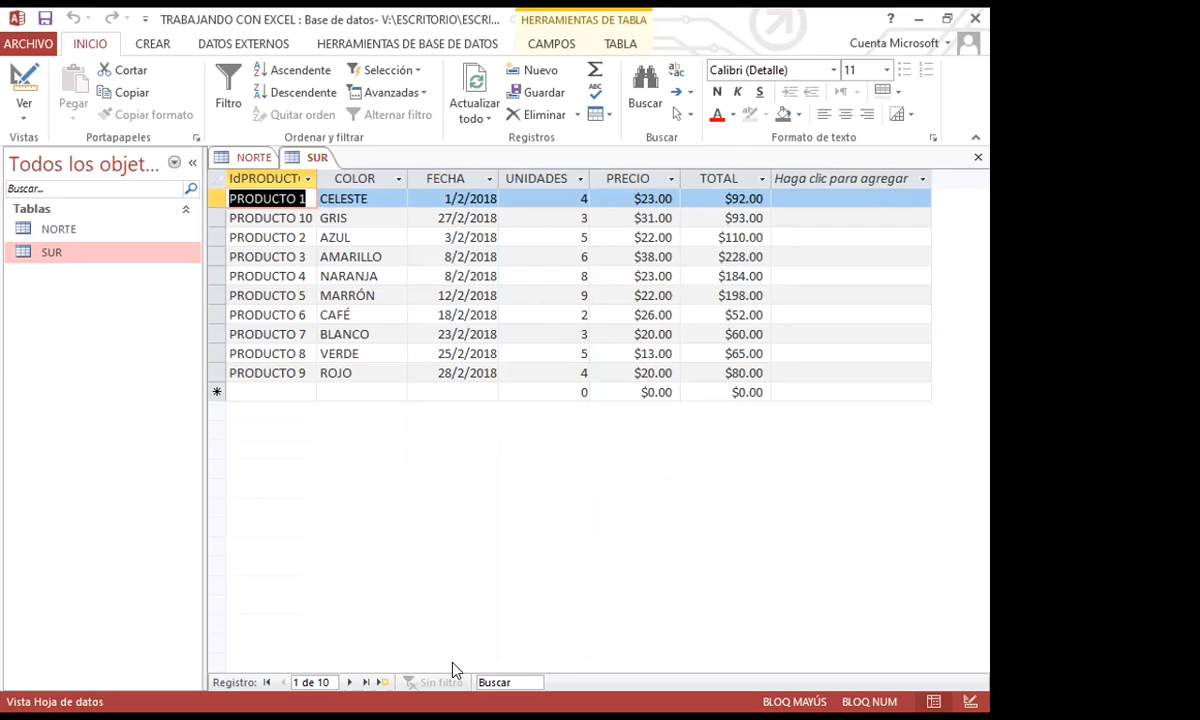 TRABAJANDO CON EXCEL : Base de datos- V:\ESCRITORIO\ESCRI... HERRAMIENTAS DE TABLA ?
ARCHIVO INICIO CREAR DATOS EXTERNOS HERRAMIENTAS DE BASE DE DATOS CAMPOS TABLA Cuenta Microsoft
Cortar Ascendente Selección Nuevo Calibri (Detalle) 11
Copiar Descendente Avanzadas Guardar N K S
Ver Pegar Copiar formato Filtro Quitar orden Alternar filtro Actualizar todo Eliminar Buscar
Vistas Portapapeles Ordenar y filtrar Registros Buscar Formato de texto
Todos los objet... « NORTE SUR
Buscar... IdPRODUCTO COLOR FECHA UNIDADES PRECIO TOTAL Haga clic para agregar
Tablas
NORTE
SUR
PRODUCTO 1 CELESTE 1/2/2018 4 $23.00 $92.00
PRODUCTO 10 GRIS 27/2/2018 3 $31.00 $93.00
PRODUCTO 2 AZUL 3/2/2018 5 $22.00 $110.00
PRODUCTO 3 AMARILLO 8/2/2018 6 $38.00 $228.00
PRODUCTO 4 NARANJA 8/2/2018 8 $23.00 $184.00
PRODUCTO 5 MARRÓN 12/2/2018 9 $22.00 $198.00
PRODUCTO 6 CAFÉ 18/2/2018 2 $26.00 $52.00
PRODUCTO 7 BLANCO 23/2/2018 3 $20.00 $60.00
PRODUCTO 8 VERDE 25/2/2018 5 $13.00 $65.00
PRODUCTO 9 ROJO 28/2/2018 4 $20.00 $80.00
* 0 $0.00 $0.00
Registro: 1 de 10 Sin filtro Buscar
Vista Hoja de datos BLOQ MAYÚS BLOQ NUM